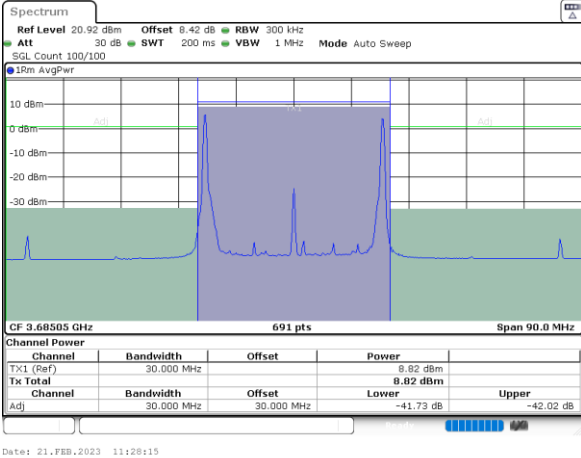 Spectrum
Ref Level 20.92 dBm Offset 8.42 dB RBW 300 kHz
Att 30 dB SWT 200 ms VBW 1 MHz Mode Auto Sweep
SGL Count 100/100
1Rm AvgPwr
10 dBm
TX1
Adj Adj
0 dBm
-10 dBm
-20 dBm
-30 dBm
CF 3.68505 GHz 691 pts Span 90.0 MHz
Channel Power
Channel Bandwidth Offset Power
TX1 (Ref) 30.000 MHz 8.82 dBm
Tx Total 8.82 dBm
Channel Bandwidth Offset Lower Upper
Adj 30.000 MHz 30.000 MHz -41.73 dB -42.02 dB
Ready
Date: 21.FEB.2023 11:28:15